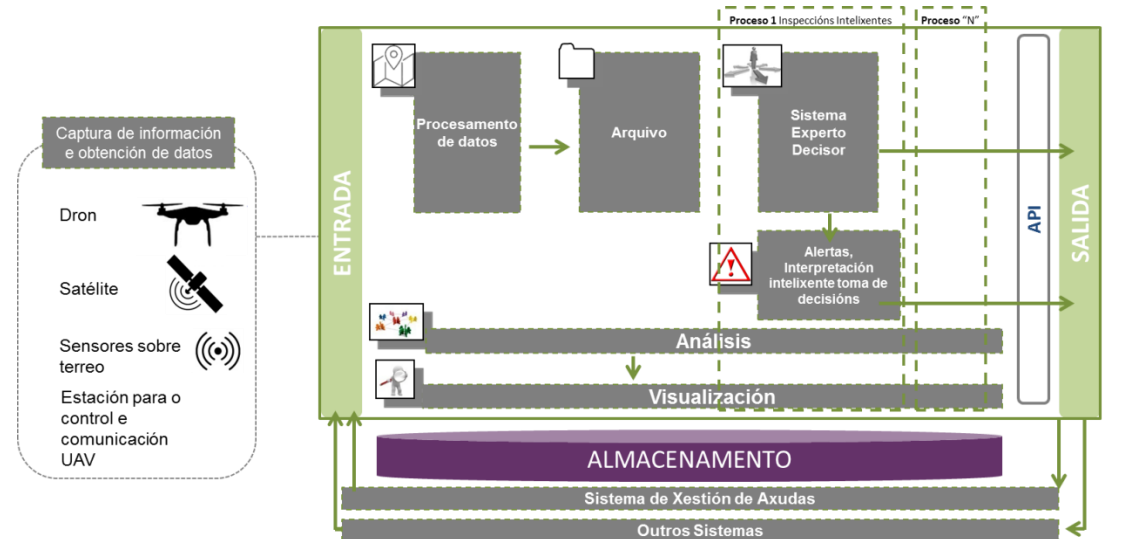 Proceso 1 Inspeccións Intelixentes
Proceso "N"
Captura de información
e obtención de datos
Dron
Satélite
Sensores sobre
terreo
Estación para o
control e
comunicación
UAV
ENTRADA
Procesamento
de datos
Arquivo
Sistema
Experto
Decisor
Alertas,
Interpretación
intelixente toma de
decisións
Análisis
Visualización
API
SALIDA
ALMACENAMENTO
Sistema de Xestión de Axudas
Outros Sistemas